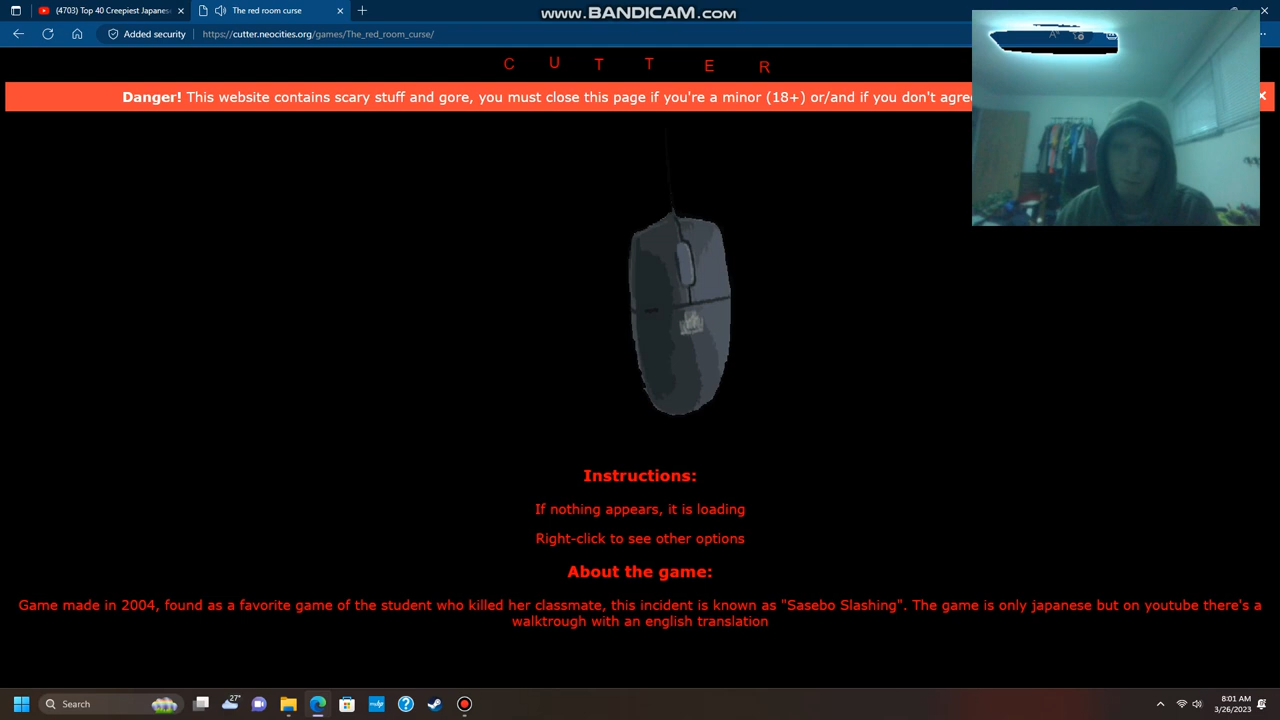 www.BANDICAM.com
(4703) Top 40 Creepiest Japanes
The red room curse
Added security
https://cutter.neocities.org/games/The_red_room_curse/
C U T T E R
Danger! This website contains scary stuff and gore, you must close this page if you're a minor (18+) or/and if you don't agre
Instructions:
If nothing appears, it is loading
Right-click to see other options
About the game:
Game made in 2004, found as a favorite game of the student who killed her classmate, this incident is known as "Sasebo Slashing". The game is only japanese but on youtube there's a
walktrough with an english translation
Search
27°
8:01 AM
3/26/2023